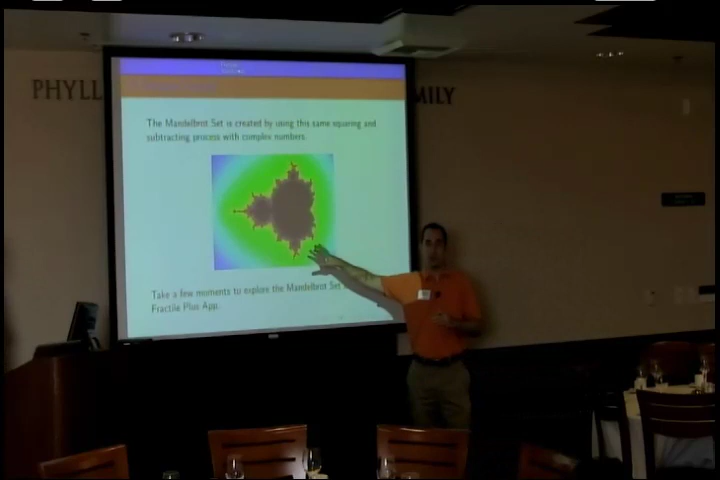 PHYLL
MILY
The Mandelbrot Set is created by using this same squaring and
subtracting process with complex numbers.
Take a few moments to explore the Mandelbrot Set
Fractile Plus App.